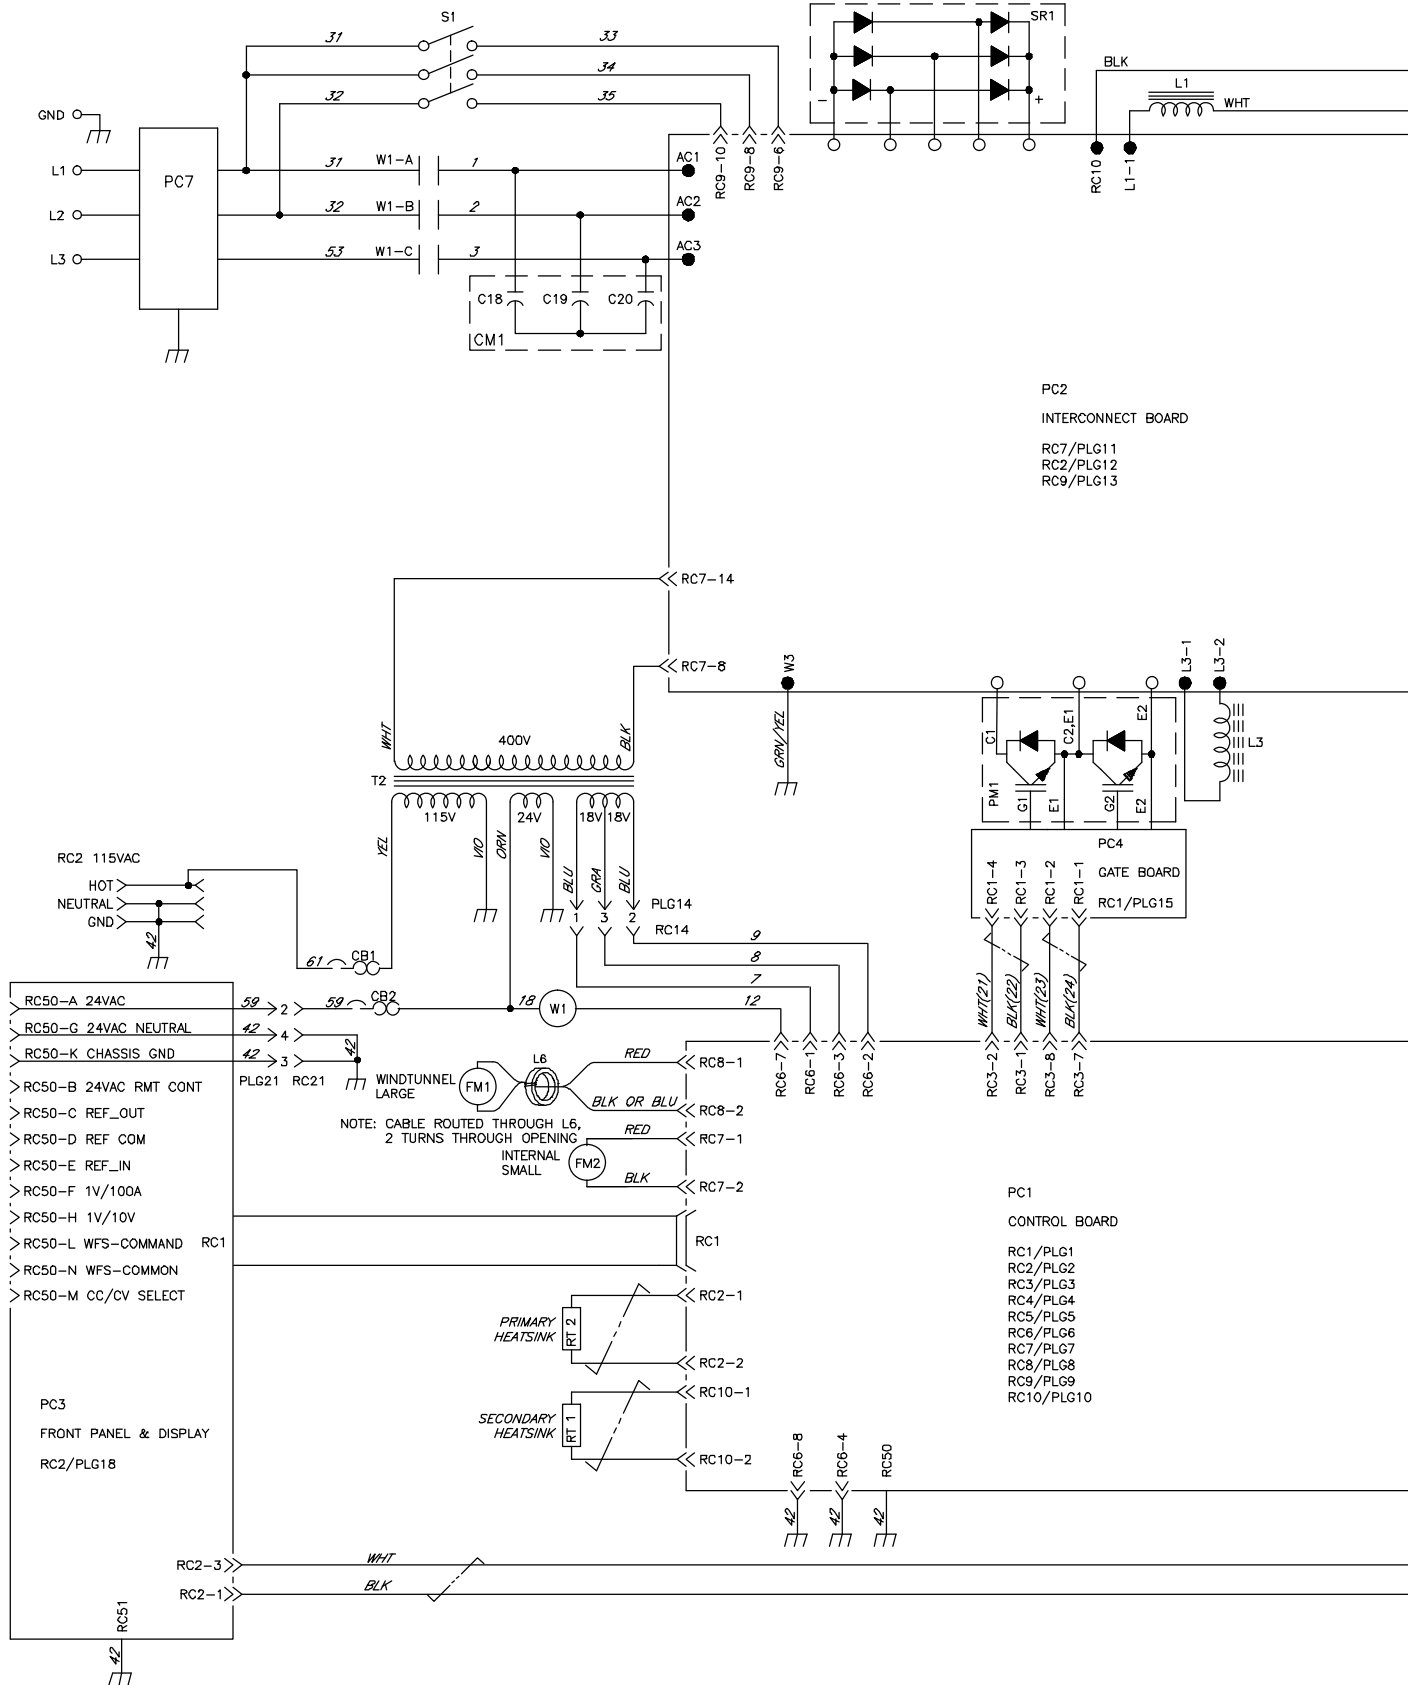 S1
31
33
34
32
35
SR1
-
+
BLK
L1
WHT
GND
L1
L2
L3
PC7
31
W1-A
1
AC1
32
W1-B
2
AC2
53
W1-C
3
AC3
RC9-10
RC9-8
RC9-6
RC10
L1-1
C18
C19
C20
CM1
PC2
INTERCONNECT BOARD
RC7/PLG11
RC2/PLG12
RC9/PLG13
RC7-14
RC7-8
W3
GRN/YEL
L3-1
L3-2
L3
WHT
400V
BLK
T2
115V
24V
18V
18V
YEL
VIO
ORN
VIO
BLU
GRA
BLU
C1
C2,E1
E2
PM1
G1
E1
G2
E2
PC4
GATE BOARD
RC1/PLG15
RC1-4
RC1-3
RC1-2
RC1-1
WHT(21)
BLK(22)
WHT(23)
BLK(24)
RC2 115VAC
HOT
NEUTRAL
GND
42
61
CB1
PLG14
1
3
2
RC14
9
8
7
12
RC50-A 24VAC
59
2
59
CB2
18
W1
RC50-G 24VAC NEUTRAL
42
4
RC50-K CHASSIS GND
42
3
42
PLG21
RC21
RC50-B 24VAC RMT CONT
RC50-C REF_OUT
RC50-D REF COM
RC50-E REF_IN
RC50-F 1V/100A
RC50-H 1V/10V
RC50-L WFS-COMMAND
RC1
RC50-N WFS-COMMON
RC50-M CC/CV SELECT
WINDTUNNEL
LARGE
FM1
L6
RED
RC8-1
BLK OR BLU
RC8-2
NOTE: CABLE ROUTED THROUGH L6,
2 TURNS THROUGH OPENING
RED
RC7-1
INTERNAL
SMALL
FM2
BLK
RC7-2
RC6-7
RC6-1
RC6-3
RC6-2
RC3-2
RC3-1
RC3-8
RC3-7
RC1
RC2-1
PRIMARY
HEATSINK
RT 2
RC2-2
RC10-1
SECONDARY
HEATSINK
RT 1
RC10-2
PC1
CONTROL BOARD
RC1/PLG1
RC2/PLG2
RC3/PLG3
RC4/PLG4
RC5/PLG5
RC6/PLG6
RC7/PLG7
RC8/PLG8
RC9/PLG9
RC10/PLG10
PC3
FRONT PANEL & DISPLAY
RC2/PLG18
RC6-8
RC6-4
RC50
42
42
42
RC2-3
WHT
RC2-1
BLK
RC51
42